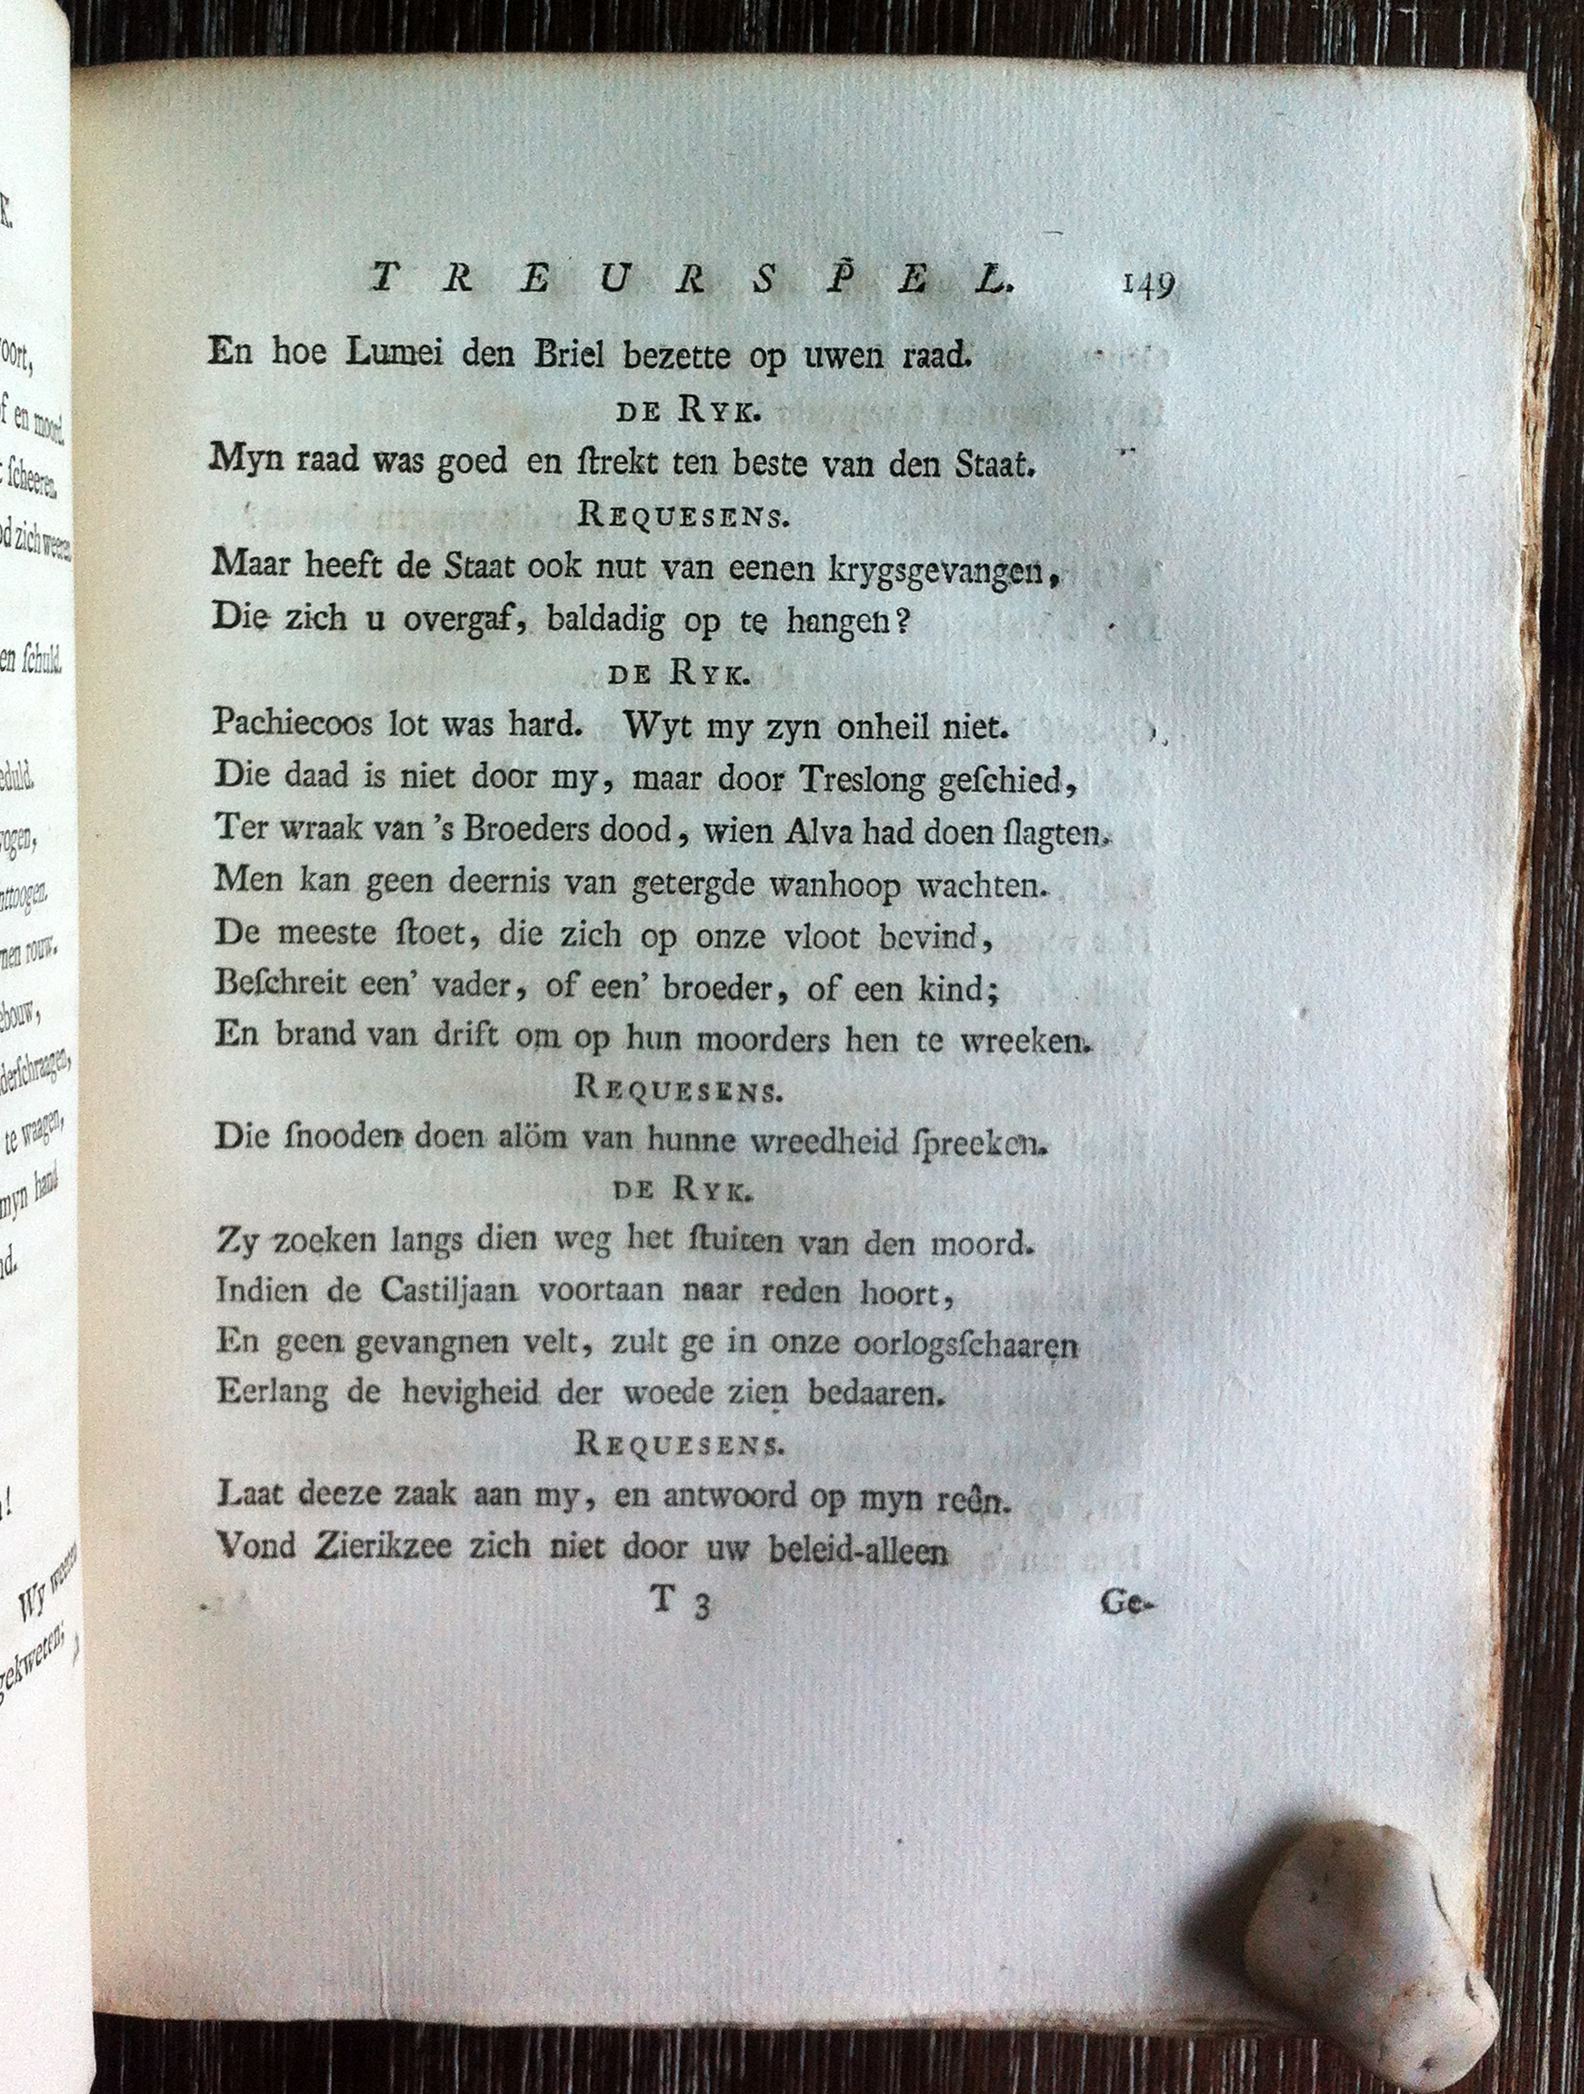 TREURSPEL. 149
En hoe Lumei den Briel bezette op uwen raad.
DE RYK.
Myn raad was goed en ſtrekt ten beste van den Staat.
REQUESENS.
Maar heeft de Staat ook nut van eenen krygsgevangen,
Die zich u overgaf, baldadig op te hangen?
DE RYK.
Pachiecoos lot was hard. Wyt my zyn onheil niet.
Die daad is niet door my, maar door Treslong geſchied,
Ter wraak van 's Broeders dood, wien Alva had doen ſlagten.
Men kan geen deernis van getergde wanhoop wachten.
De meeste ſtoet, die zich op onze vloot bevind,
Beſchreit een' vader, of een' broeder, of een kind;
En brand van drift om op hun moorders hen te wreeken.
REQUESENS.
Die ſnooden doen alöm van hunne wreedheid ſpreeken.
DE RYK.
Zy zoeken langs dien weg het ſtuiten van den moord.
Indien de Castiljaan voortaan naar reden hoort,
En geen gevangnen velt, zult ge in onze oorlogsſchaaren
Eerlang de hevigheid der woede zien bedaaren.
REQUESENS.
Laat deeze zaak aan my, en antwoord op myn reên.
Vond Zierikzee zich niet door uw beleid-alleen
T 3 Ge-